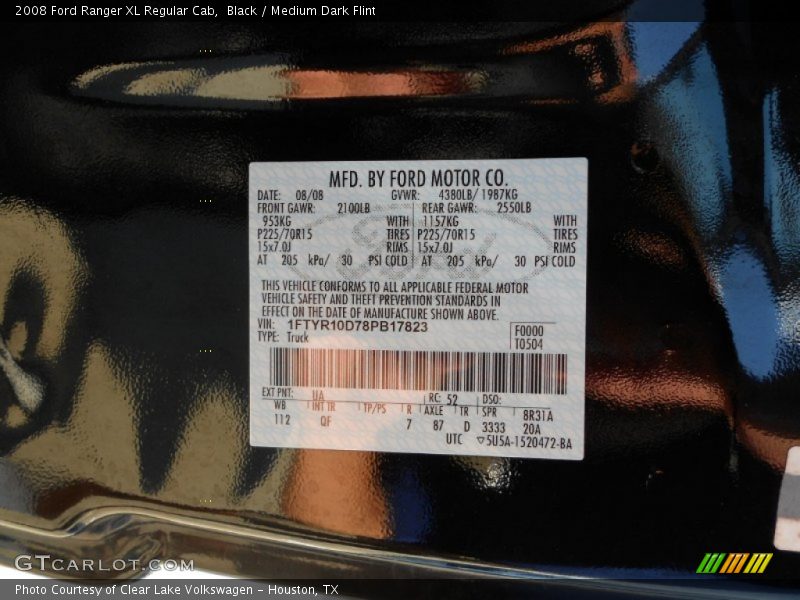 2008 Ford Ranger XL Regular Cab,  Black / Medium Dark Flint
MFD. BY FORD MOTOR CO.
DATE: 08/08 GVWR: 4380LB/ 1987KG
FRONT GAWR: 2100LB REAR GAWR: 2550LB
953KG WITH 1157KG WITH
P225/70R15 TIRES P225/70R15 TIRES
15x7.0J RIMS 15x7.0J RIMS
AT 205 kPa/ 30 PSI COLD AT 205 kPa/ 30 PSI COLD
THIS VEHICLE CONFORMS TO ALL APPLICABLE FEDERAL MOTOR
VEHICLE SAFETY AND THEFT PREVENTION STANDARDS IN
EFFECT ON THE DATE OF MANUFACTURE SHOWN ABOVE.
VIN: 1FTYR10D78PB17823 F0000
TYPE: Truck T0504
EXT PNT: UA RC: 52 DSO:
WB INT TR TP/PS R AXLE TR SPR 8R31A
112 QF 7 87 D 3333 20A
UTC ▽5U5A-1520472-BA
GTCARLOT.COM
Photo Courtesy of Clear Lake Volkswagen – Houston, TX